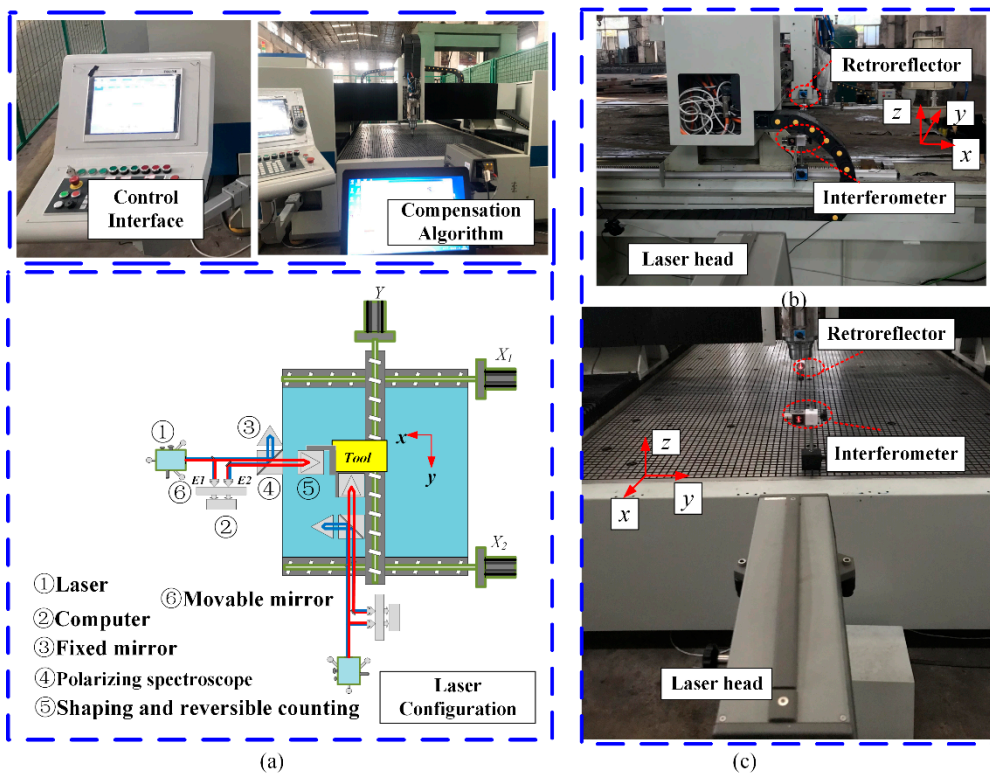 Control
Interface
Compensation
Algorithm
Y
X1
X2
①
③
⑥
E1
E2
④
⑤
②
Tool
x
y
①Laser
②Computer
③Fixed mirror
④Polarizing spectroscope
⑤Shaping and reversible counting
⑥Movable mirror
Laser
Configuration
(a)
Retroreflector
z
y
x
Interferometer
Laser head
(b)
Retroreflector
Interferometer
z
y
x
Laser head
(c)